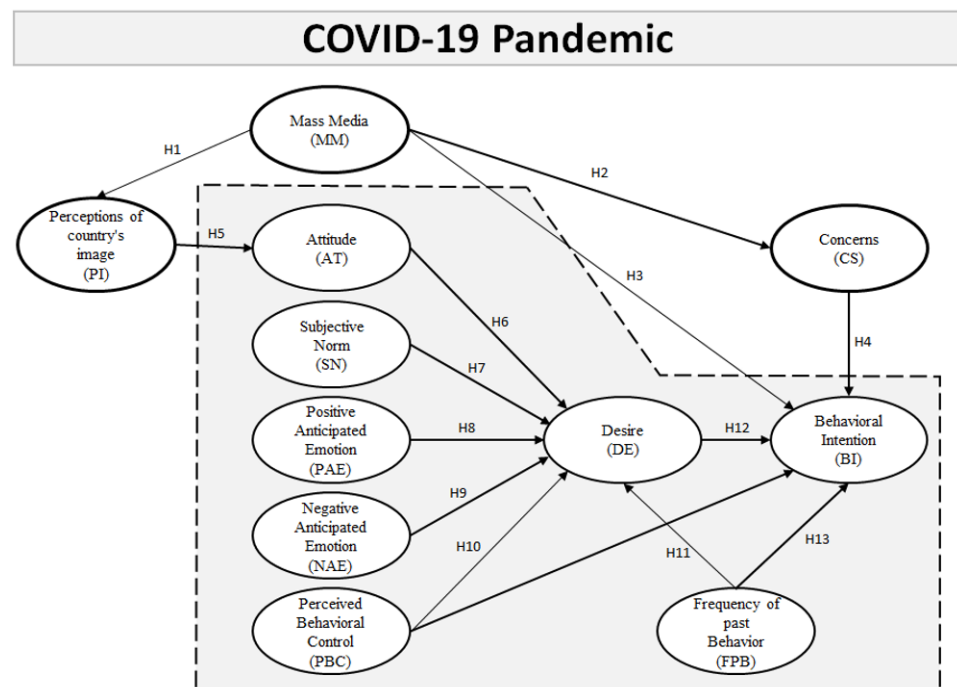 COVID-19 Pandemic
Mass Media
(MM)
H1
H2
Perceptions of
country's
image
(PI)
H5
Attitude
(AT)
Concerns
(CS)
H3
H6
Subjective
Norm
(SN)
H7
H4
Positive
Anticipated
Emotion
(PAE)
H8
Desire
(DE)
H12
Behavioral
Intention
(BI)
Negative
Anticipated
Emotion
(NAE)
H9
H10
H11
H13
Perceived
Behavioral
Control
(PBC)
Frequency of
past
Behavior
(FPB)